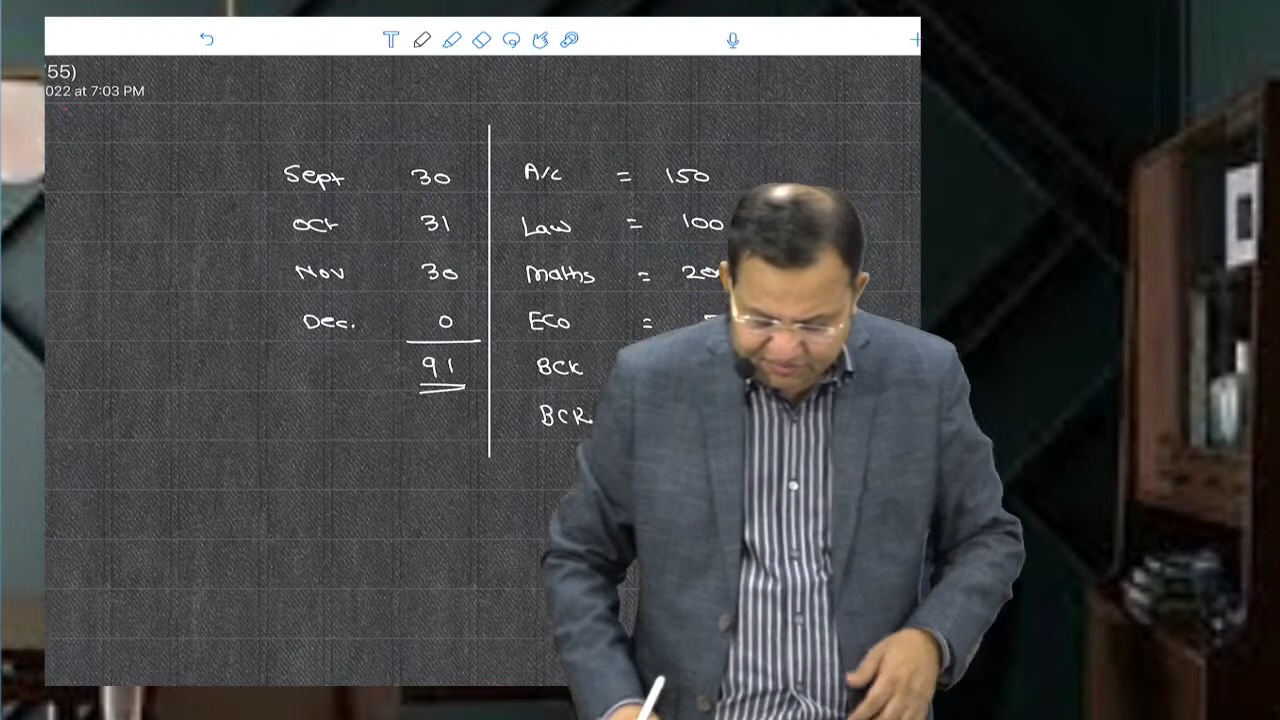 55)
022 at 7:03 PM
Sept 30
Oct 31
Nov 30
Dec. 0
91
A/c = 150
Law = 100
Maths = 200
Eco =
BCK
BCR